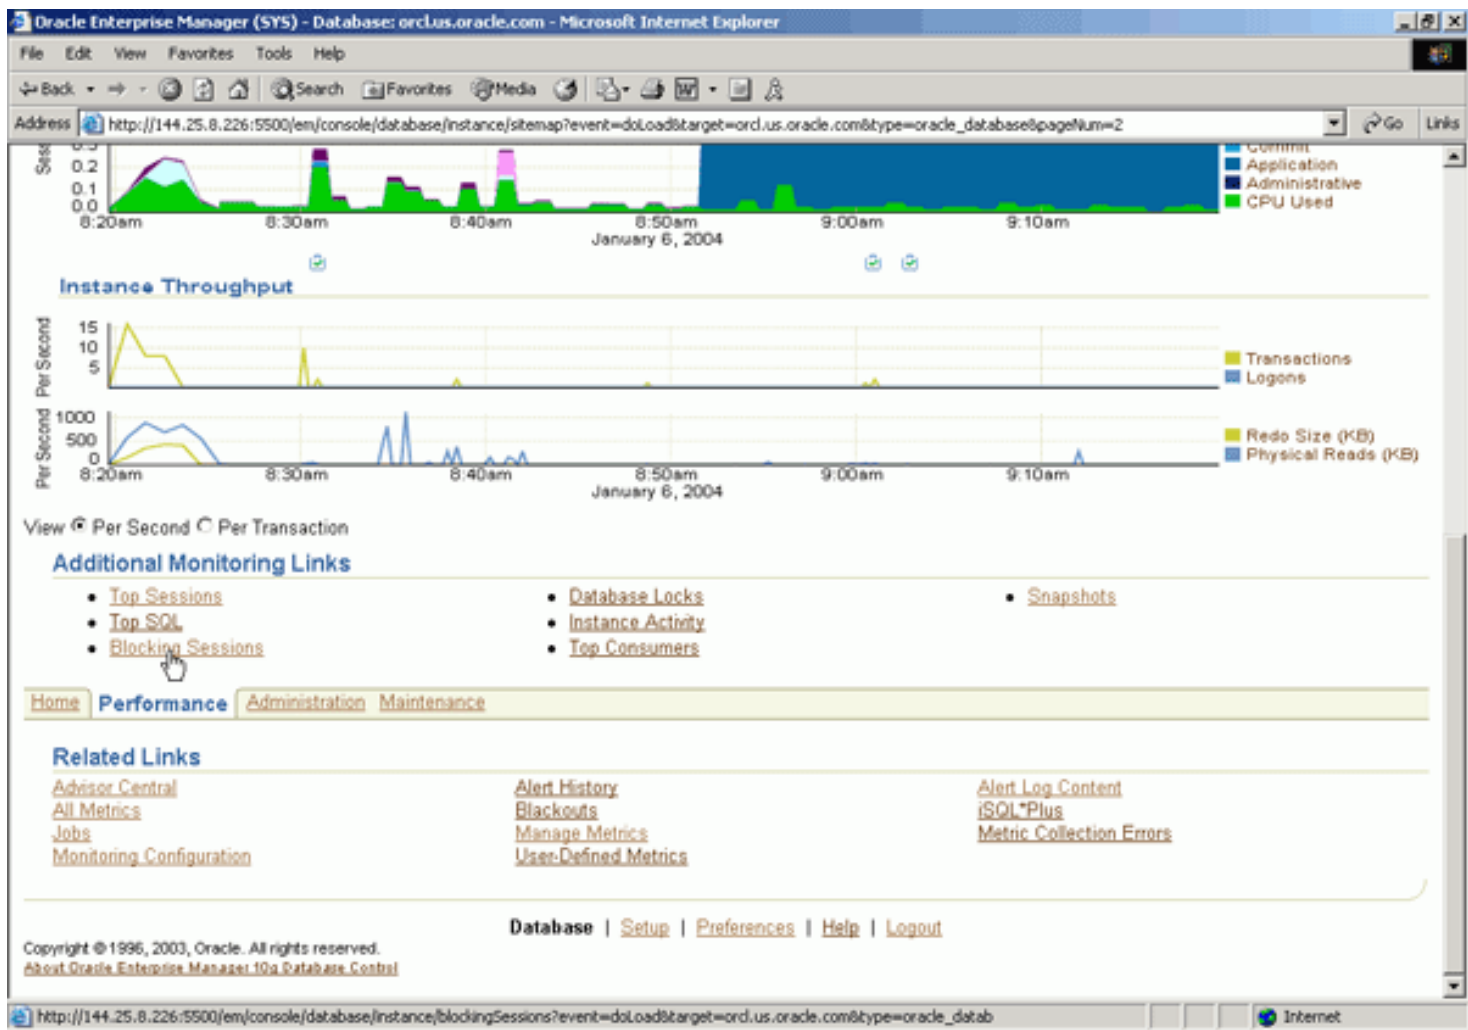 Oracle Enterprise Manager (SYS) - Database: orcl.us.oracle.com - Microsoft Internet Explorer
File Edit View Favorites Tools Help
Back Search Favorites Media
Address http://144.25.8.226:5500/em/console/database/instance/sitemap?event=doLoad&target=orcl.us.oracle.com&type=oracle_database&pageNum=2 Go Links
Commit
0.2 Application
0.1 Administrative
0.0 CPU Used
8:20am 8:30am 8:40am 8:50am 9:00am 9:10am
January 6, 2004
Instance Throughput
Per Second
15
10 Transactions
5 Logons
Per Second
1000
500 Redo Size (KB)
0 Physical Reads (KB)
8:20am 8:30am 8:40am 8:50am 9:00am 9:10am
January 6, 2004
View Per Second Per Transaction
Additional Monitoring Links
Top Sessions Database Locks Snapshots
Top SQL Instance Activity
Blocking Sessions Top Consumers
Home Performance Administration Maintenance
Related Links
Advisor Central Alert History Alert Log Content
All Metrics Blackouts iSQL*Plus
Jobs Manage Metrics Metric Collection Errors
Monitoring Configuration User-Defined Metrics
Database | Setup | Preferences | Help | Logout
Copyright © 1996, 2003, Oracle. All rights reserved.
About Oracle Enterprise Manager 10g Database Control
http://144.25.8.226:5500/em/console/database/instance/blockingSessions?event=doLoad&target=orcl.us.oracle.com&type=oracle_datab Internet